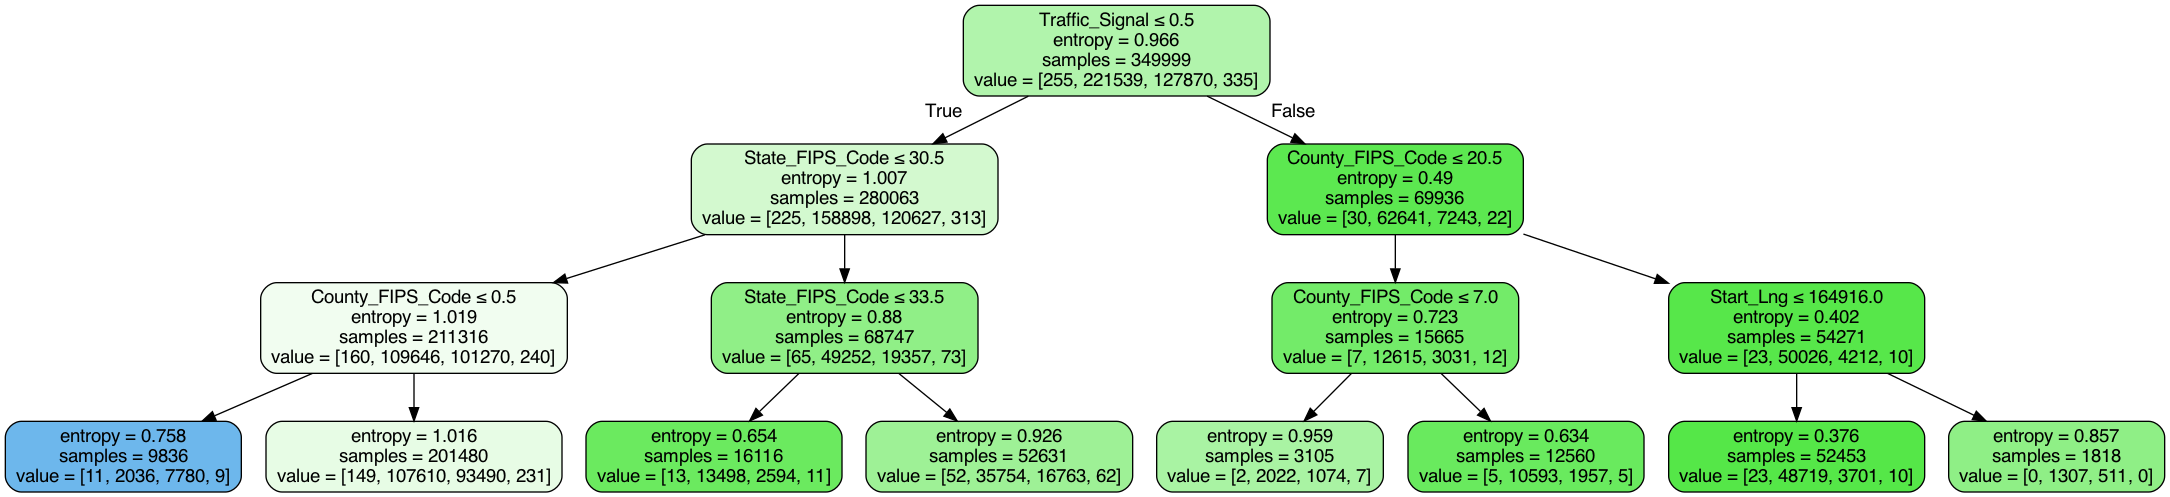 Traffic_Signal ≤ 0.5
entropy = 0.966
samples = 349999
value = [255, 221539, 127870, 335]
True
False
State_FIPS_Code ≤ 30.5
entropy = 1.007
samples = 280063
value = [225, 158898, 120627, 313]
County_FIPS_Code ≤ 20.5
entropy = 0.49
samples = 69936
value = [30, 62641, 7243, 22]
County_FIPS_Code ≤ 0.5
entropy = 1.019
samples = 211316
value = [160, 109646, 101270, 240]
State_FIPS_Code ≤ 33.5
entropy = 0.88
samples = 68747
value = [65, 49252, 19357, 73]
County_FIPS_Code ≤ 7.0
entropy = 0.723
samples = 15665
value = [7, 12615, 3031, 12]
Start_Lng ≤ 164916.0
entropy = 0.402
samples = 54271
value = [23, 50026, 4212, 10]
entropy = 0.758
samples = 9836
value = [11, 2036, 7780, 9]
entropy = 1.016
samples = 201480
value = [149, 107610, 93490, 231]
entropy = 0.654
samples = 16116
value = [13, 13498, 2594, 11]
entropy = 0.926
samples = 52631
value = [52, 35754, 16763, 62]
entropy = 0.959
samples = 3105
value = [2, 2022, 1074, 7]
entropy = 0.634
samples = 12560
value = [5, 10593, 1957, 5]
entropy = 0.376
samples = 52453
value = [23, 48719, 3701, 10]
entropy = 0.857
samples = 1818
value = [0, 1307, 511, 0]